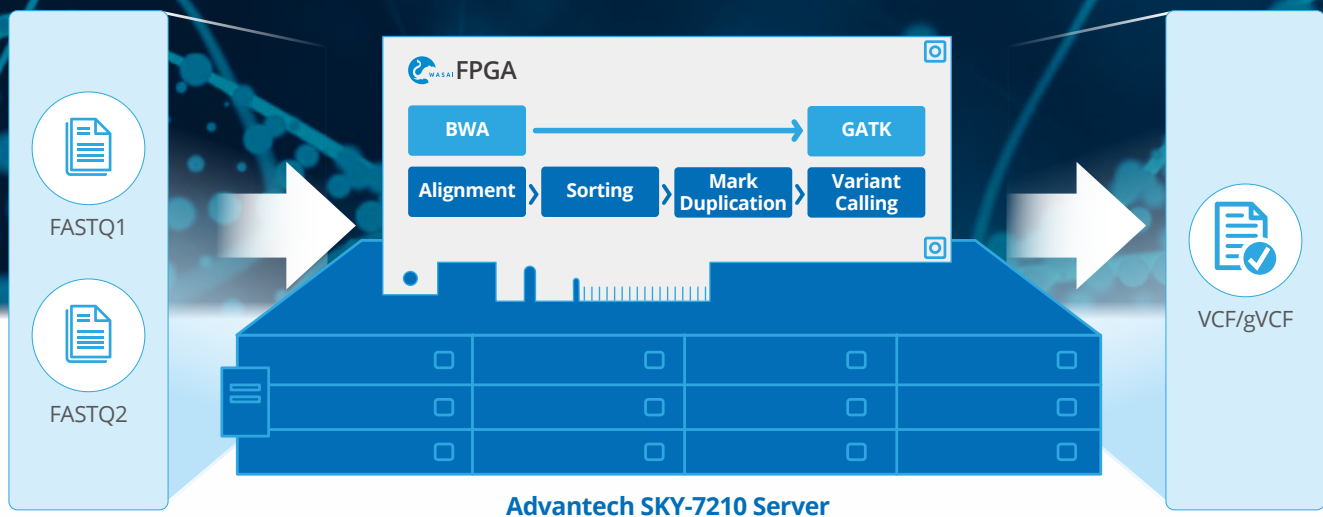 FASTQ1
FASTQ2
WASAI FPGA
BWA
GATK
Alignment
Sorting
Mark
Duplication
Variant
Calling
VCF/gVCF
Advantech SKY-7210 Server